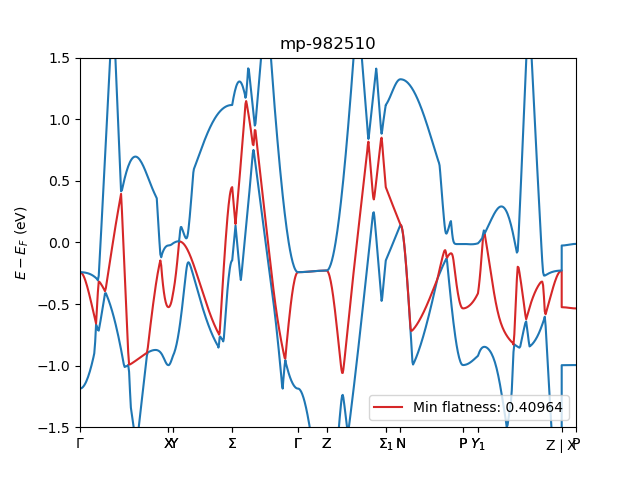 mp-982510
E − E_F (eV)
1.5
1.0
0.5
0.0
−0.5
−1.0
−1.5
Min flatness: 0.40964
Γ X Y Σ Γ Z Σ₁ N P Y₁ Z | X P